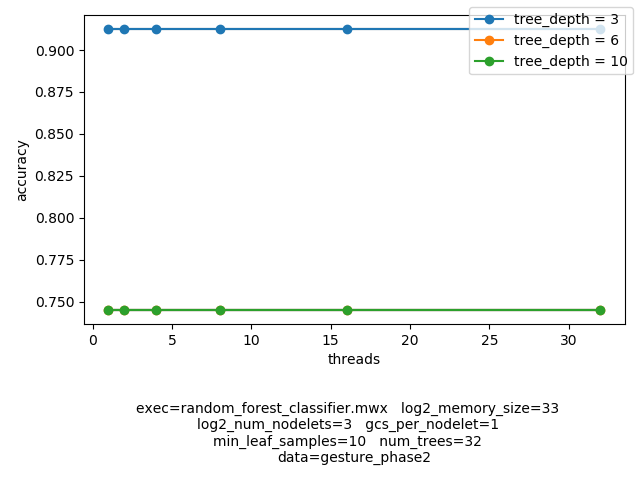 tree_depth = 3
tree_depth = 6
tree_depth = 10
0.900
0.875
0.850
0.825
0.800
0.775
0.750
accuracy
0 5 10 15 20 25 30
threads
exec=random_forest_classifier.mwx log2_memory_size=33
log2_num_nodelets=3 gcs_per_nodelet=1
min_leaf_samples=10 num_trees=32
data=gesture_phase2